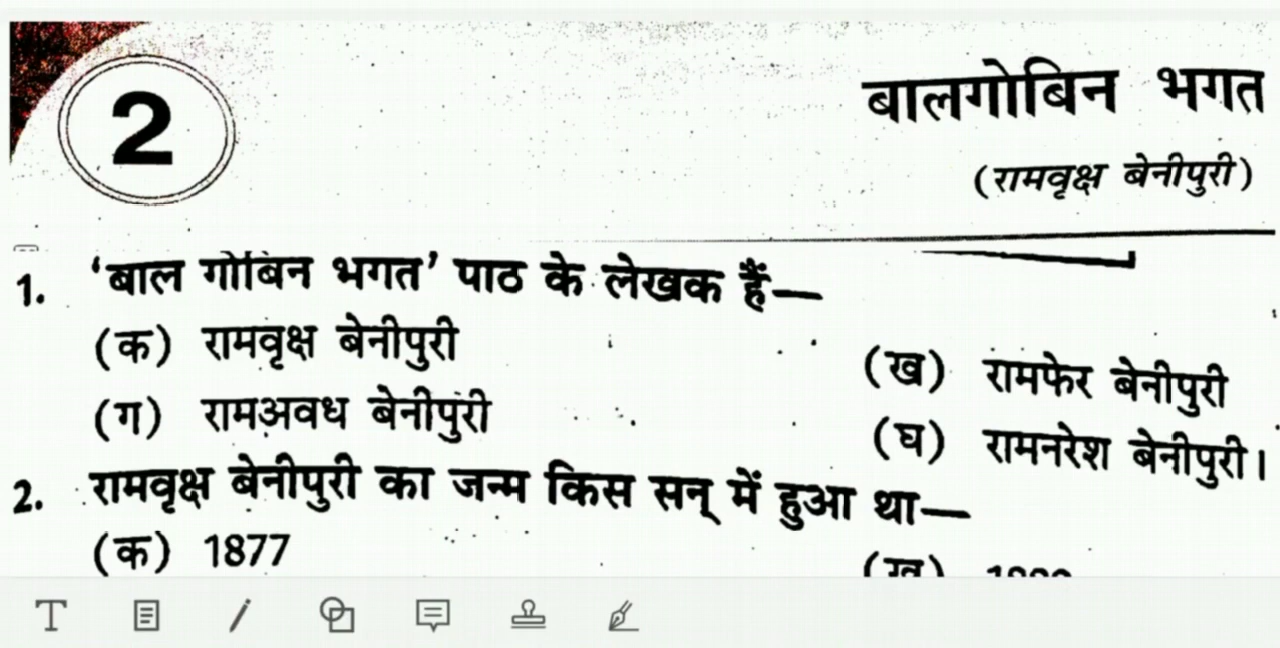 2
बालगोबिन भगत
(रामवृक्ष बेनीपुरी)
1. 'बाल गोबिन भगत' पाठ के लेखक हैं—
(क) रामवृक्ष बेनीपुरी (ख) रामफेर बेनीपुरी
(ग) रामअवध बेनीपुरी (घ) रामनरेश बेनीपुरी।
2. रामवृक्ष बेनीपुरी का जन्म किस सन् में हुआ था—
(क) 1877 (ख)
T